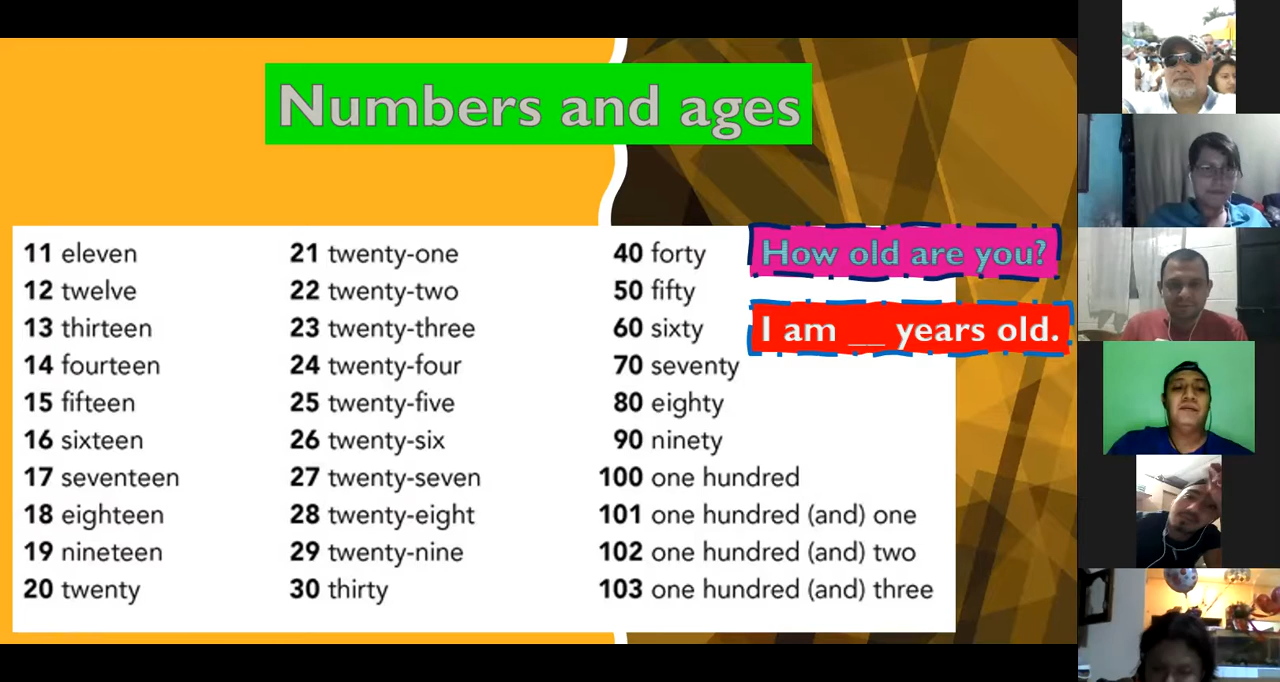 Numbers and ages
11 eleven
12 twelve
13 thirteen
14 fourteen
15 fifteen
16 sixteen
17 seventeen
18 eighteen
19 nineteen
20 twenty
21 twenty-one
22 twenty-two
23 twenty-three
24 twenty-four
25 twenty-five
26 twenty-six
27 twenty-seven
28 twenty-eight
29 twenty-nine
30 thirty
40 forty
50 fifty
60 sixty
70 seventy
80 eighty
90 ninety
100 one hundred
101 one hundred (and) one
102 one hundred (and) two
103 one hundred (and) three
How old are you?
I am __ years old.